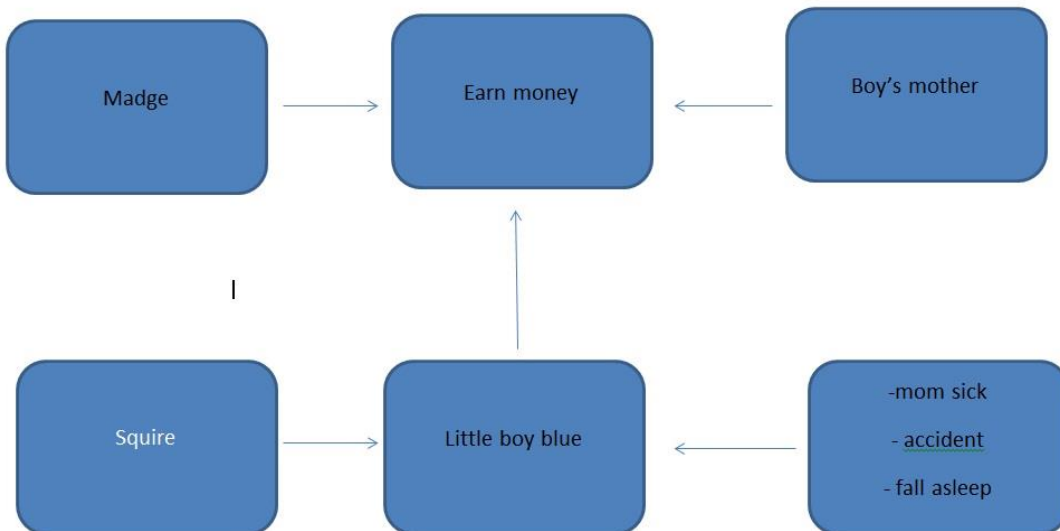 Madge
Earn money
Boy's mother
Squire
Little boy blue
-mom sick
- accident
- fall asleep